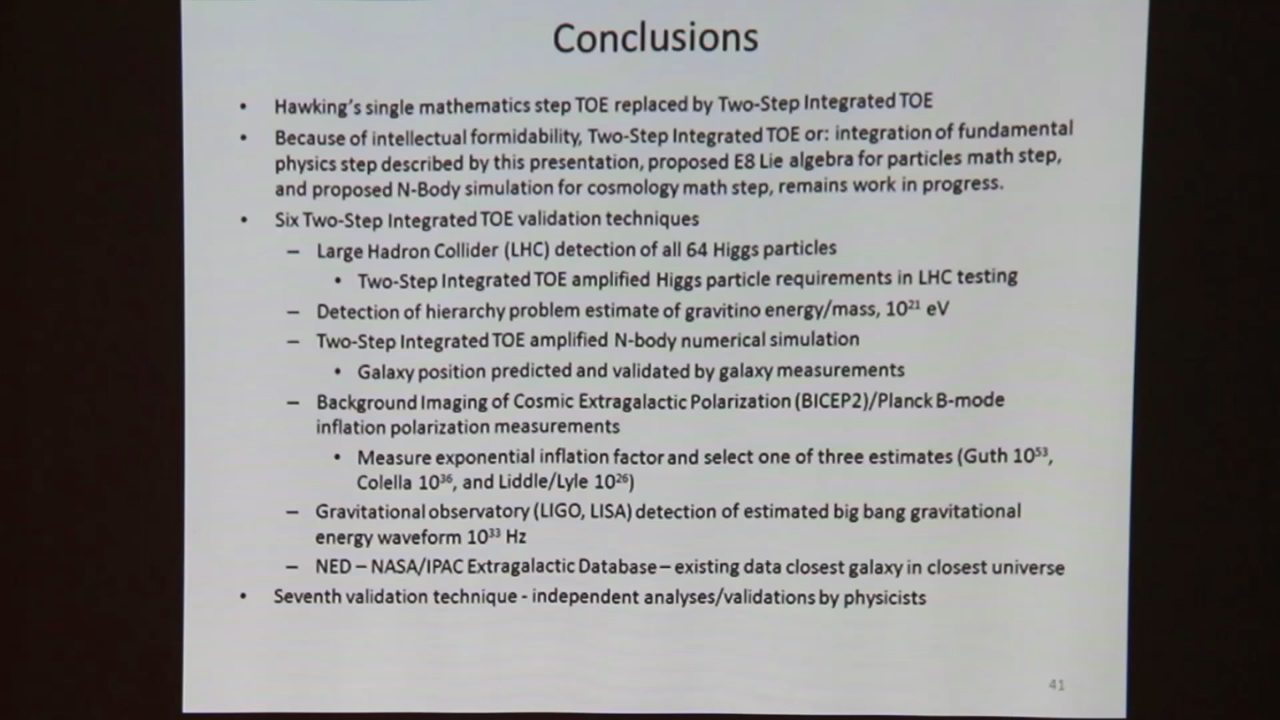 Conclusions
• Hawking's single mathematics step TOE replaced by Two-Step Integrated TOE
• Because of intellectual formidability, Two-Step Integrated TOE or: integration of fundamental
physics step described by this presentation, proposed E8 Lie algebra for particles math step,
and proposed N-Body simulation for cosmology math step, remains work in progress.
• Six Two-Step Integrated TOE validation techniques
– Large Hadron Collider (LHC) detection of all 64 Higgs particles
• Two-Step Integrated TOE amplified Higgs particle requirements in LHC testing
– Detection of hierarchy problem estimate of gravitino energy/mass, 10²¹ eV
– Two-Step Integrated TOE amplified N-body numerical simulation
• Galaxy position predicted and validated by galaxy measurements
– Background Imaging of Cosmic Extragalactic Polarization (BICEP2)/Planck B-mode
inflation polarization measurements
• Measure exponential inflation factor and select one of three estimates (Guth 10⁵³,
Colella 10³⁶, and Liddle/Lyle 10²⁶)
– Gravitational observatory (LIGO, LISA) detection of estimated big bang gravitational
energy waveform 10³³ Hz
– NED – NASA/IPAC Extragalactic Database – existing data closest galaxy in closest universe
• Seventh validation technique - independent analyses/validations by physicists
41